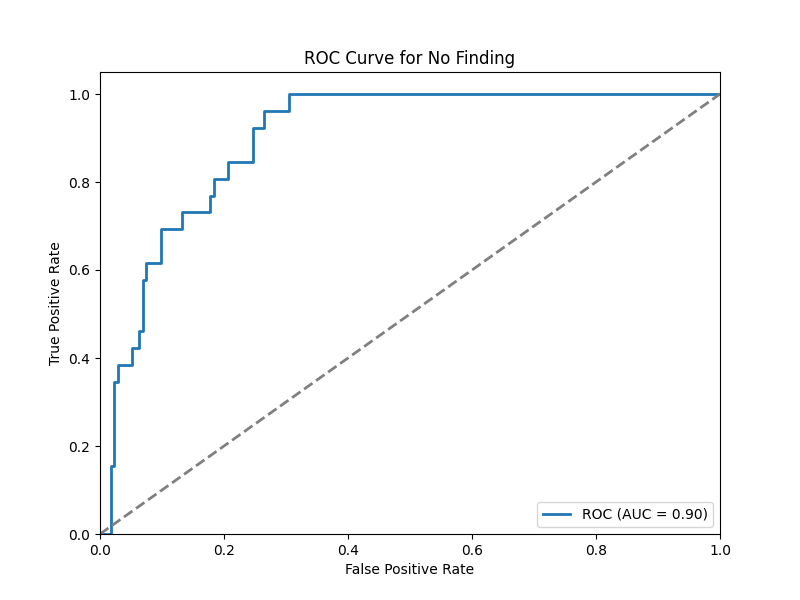 ROC Curve for No Finding
1.0
0.8
0.6
0.4
0.2
0.0
True Positive Rate
0.0 0.2 0.4 0.6 0.8 1.0
False Positive Rate
ROC (AUC = 0.90)